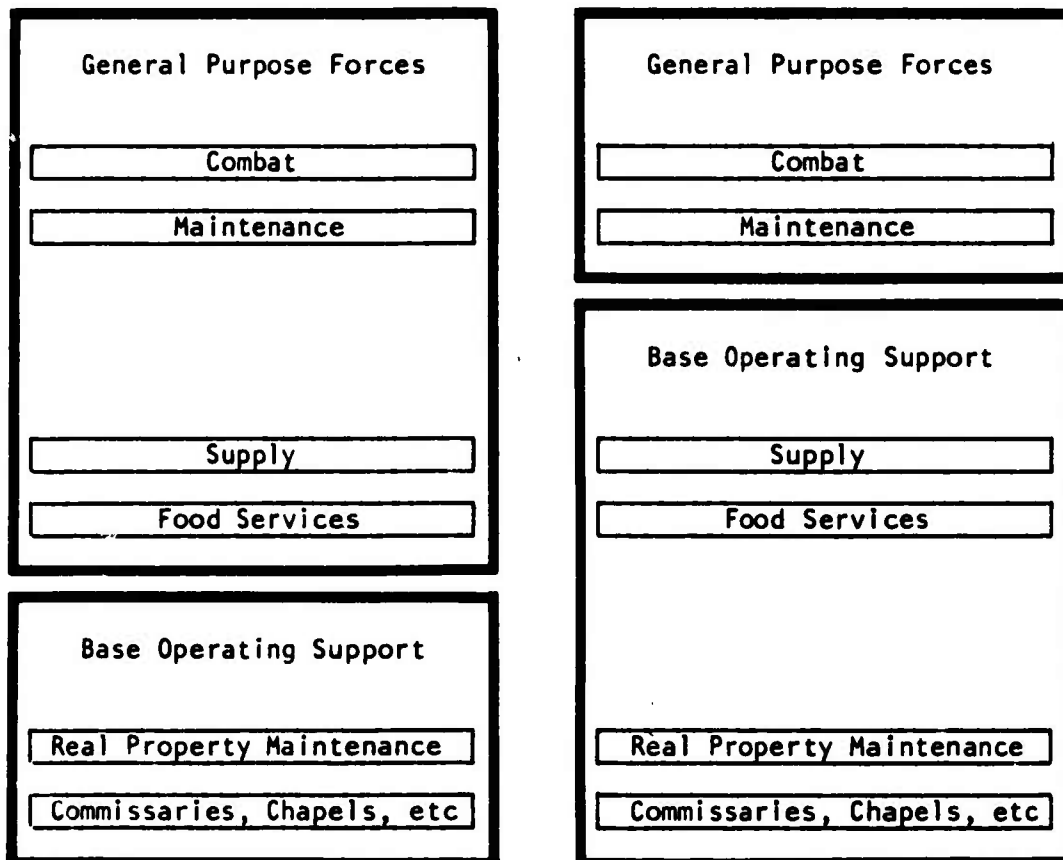 General Purpose Forces
Combat
Maintenance
Supply
Food Services
Base Operating Support
Real Property Maintenance
Commissaries, Chapels, etc
General Purpose Forces
Combat
Maintenance
Base Operating Support
Supply
Food Services
Real Property Maintenance
Commissaries, Chapels, etc